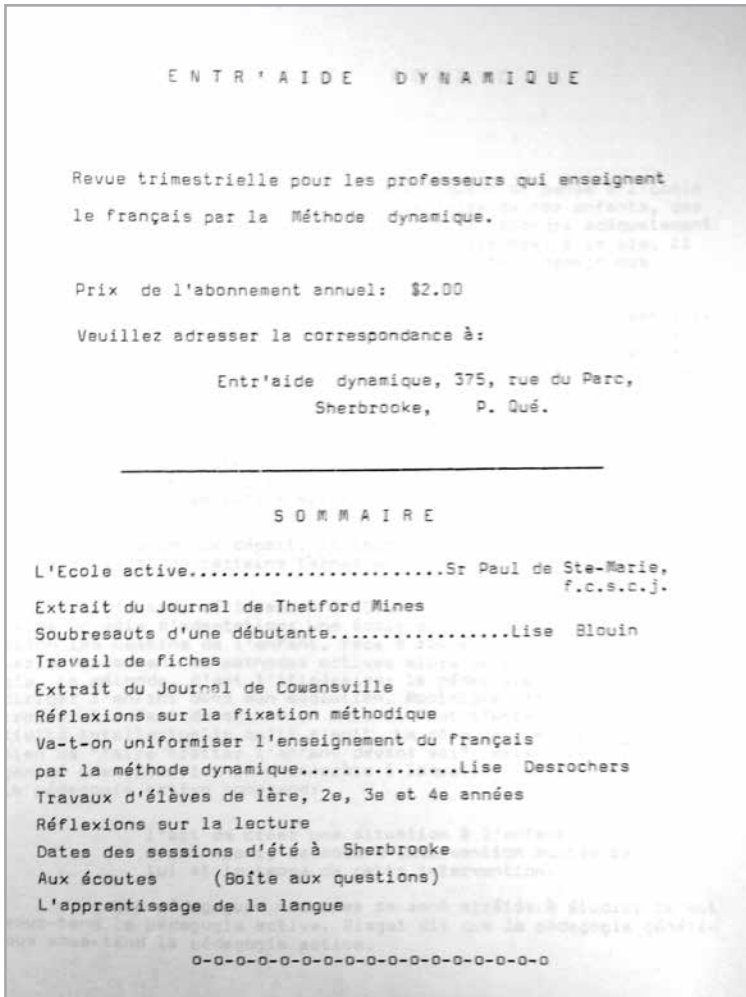 ENTR'AIDE DYNAMIQUE
Revue trimestrielle pour les professeurs qui enseignent
le français par la Méthode dynamique.
Prix de l'abonnement annuel: $2.00
Veuillez adresser la correspondance à:
Entr'aide dynamique, 375, rue du Parc,
Sherbrooke, P. Qué.
SOMMAIRE
L'Ecole active........................Sr Paul de Ste-Marie,
f.c.s.c.j.
Extrait du Journal de Thetford Mines
Soubresauts d'une débutante.................Lise Blouin
Travail de fiches
Extrait du Journal de Cowansville
Réflexions sur la fixation méthodique
Va-t-on uniformiser l'enseignement du français
par la méthode dynamique...............Lise Desrochers
Travaux d'élèves de 1ère, 2e, 3e et 4e années
Réflexions sur la lecture
Dates des sessions d'été à Sherbrooke
Aux écoutes (Boîte aux questions)
L'apprentissage de la langue
o-o-o-o-o-o-o-o-o-o-o-o-o-o-o-o-o